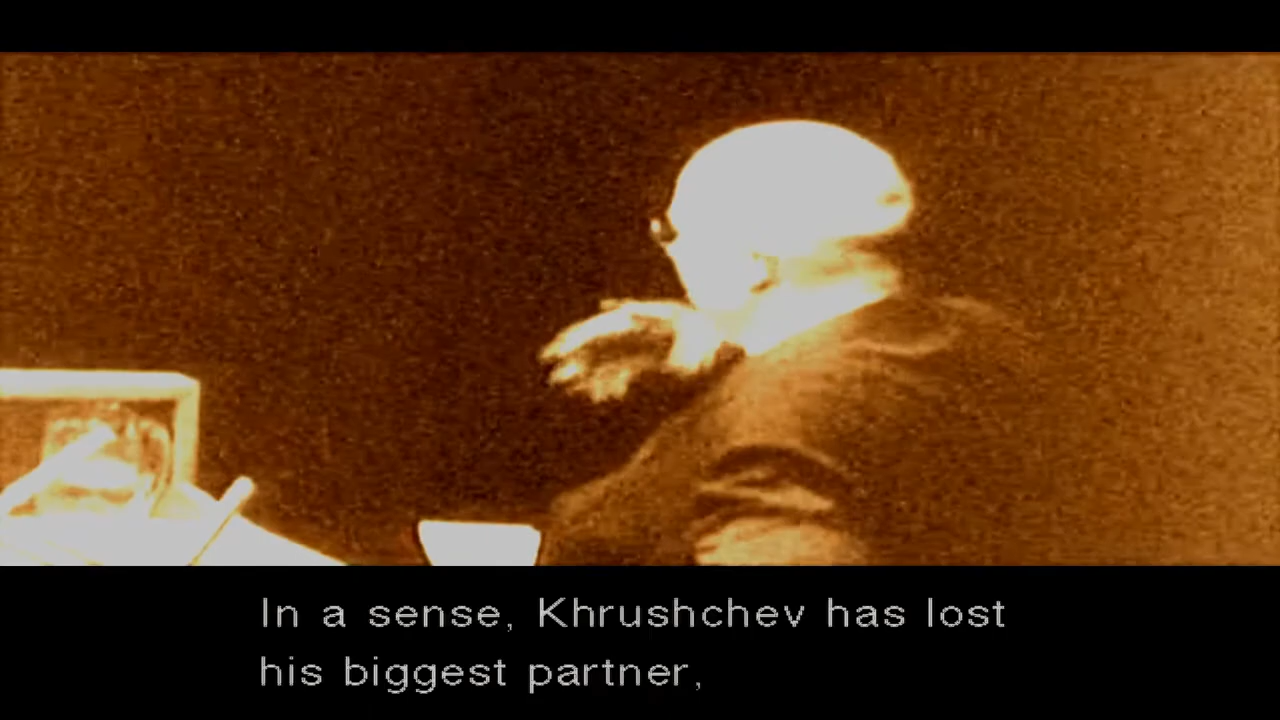 In a sense, Khrushchev has lost
his biggest partner,